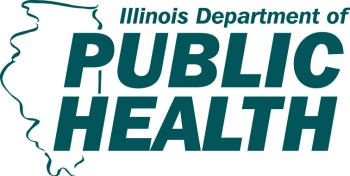 Illinois Department of
PUBLIC
HEALTH